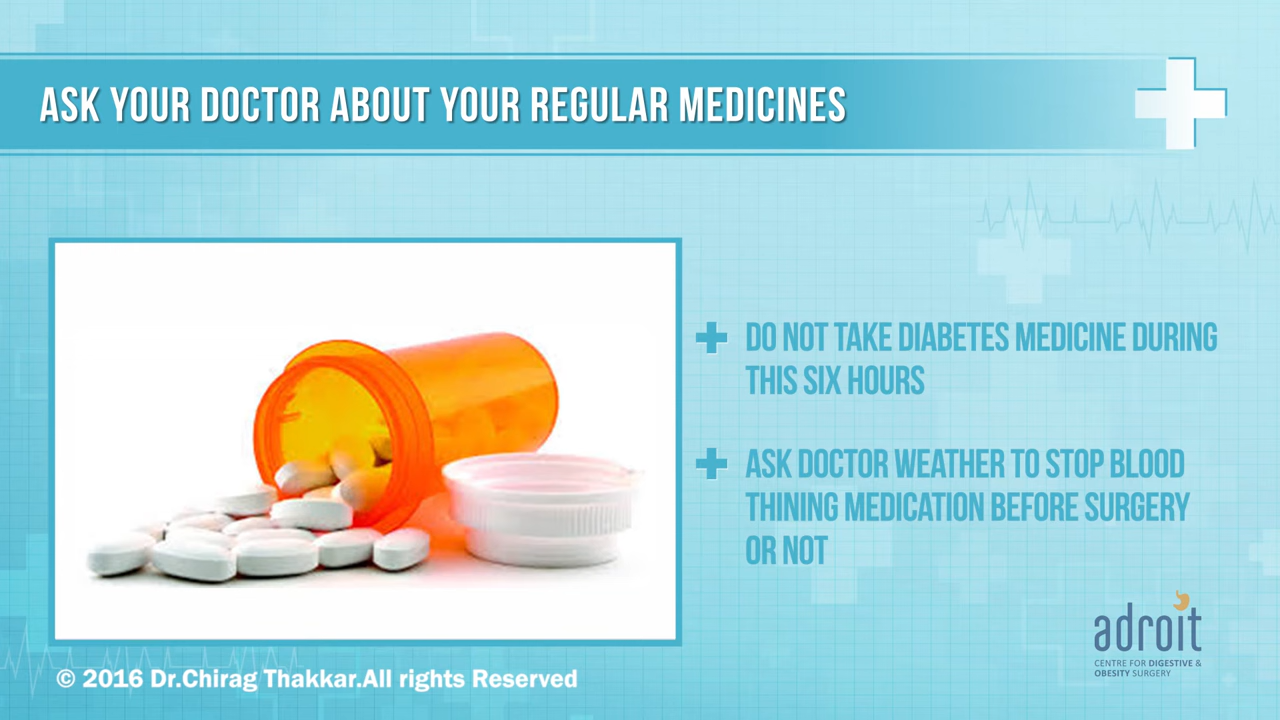 ASK YOUR DOCTOR ABOUT YOUR REGULAR MEDICINES
DO NOT TAKE DIABETES MEDICINE DURING
THIS SIX HOURS
ASK DOCTOR WEATHER TO STOP BLOOD
THINING MEDICATION BEFORE SURGERY
OR NOT
adroit
CENTRE FOR DIGESTIVE &
OBESITY SURGERY
© 2016 Dr.Chirag Thakkar.All rights Reserved